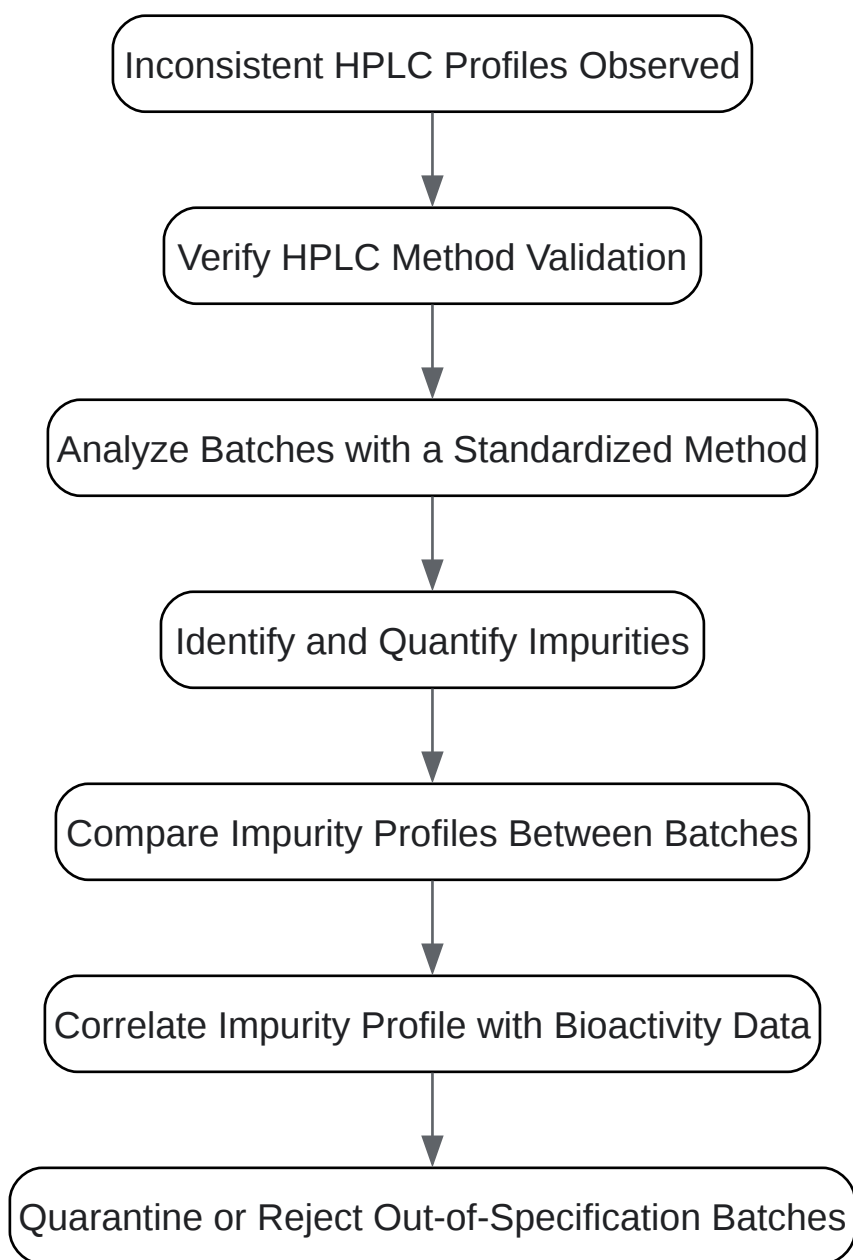 Inconsistent HPLC Profiles Observed
Verify HPLC Method Validation
Analyze Batches with a Standardized Method
Identify and Quantify Impurities
Compare Impurity Profiles Between Batches
Correlate Impurity Profile with Bioactivity Data
Quarantine or Reject Out-of-Specification Batches